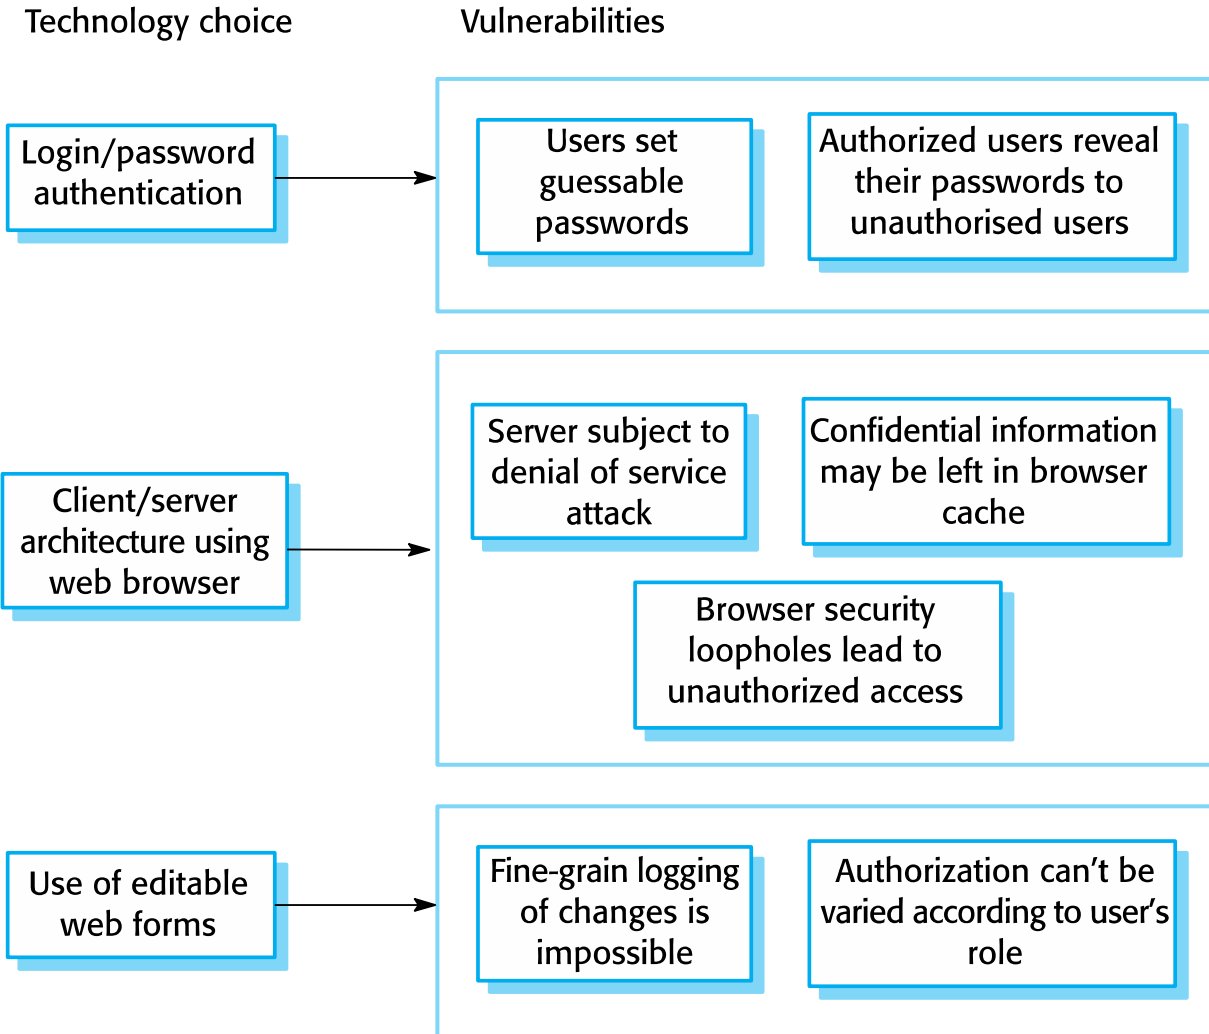 Technology choice
Vulnerabilities
Login/password
authentication
Users set
guessable
passwords
Authorized users reveal
their passwords to
unauthorised users
Client/server
architecture using
web browser
Server subject to
denial of service
attack
Confidential information
may be left in browser
cache
Browser security
loopholes lead to
unauthorized access
Use of editable
web forms
Fine-grain logging
of changes is
impossible
Authorization can’t be
varied according to user’s
role